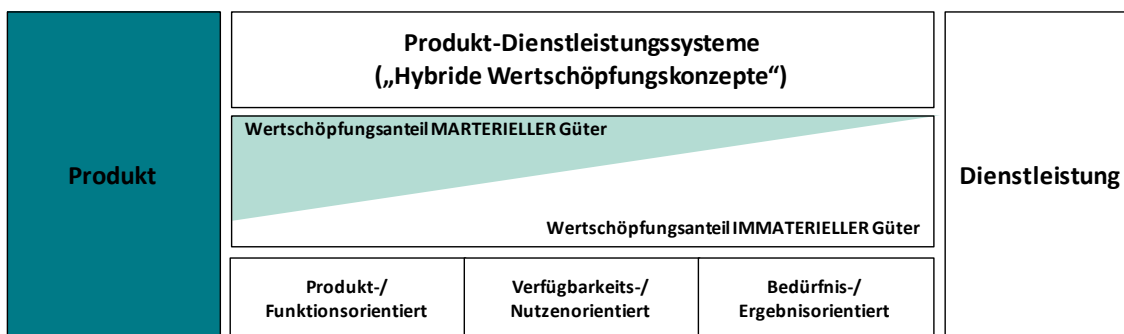 Produkt-Dienstleistungssysteme
(„Hybride Wertschöpfungskonzepte“)
Wertschöpfungsanteil MARTERIELLER Güter
Produkt
Dienstleistung
Wertschöpfungsanteil IMMATERIELLER Güter
Produkt-/
Funktionsorientiert
Verfügbarkeits-/
Nutzenorientiert
Bedürfnis-/
Ergebnisorientiert